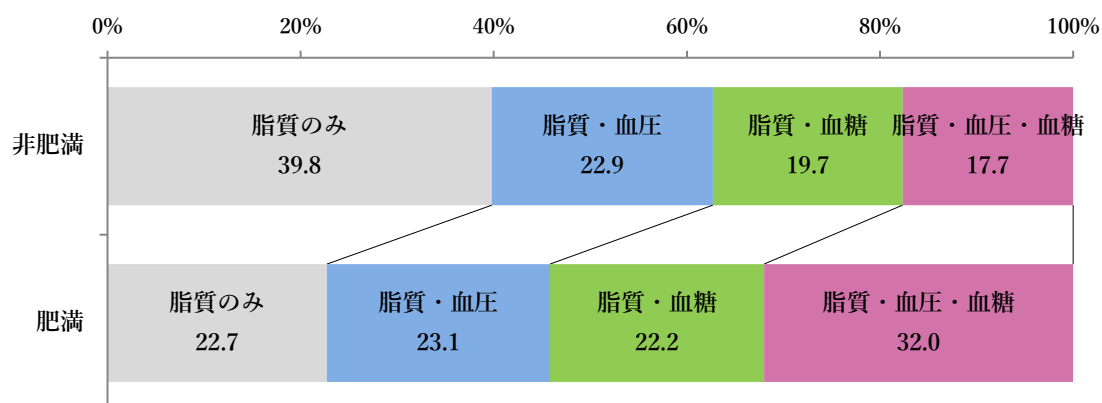 0% 20% 40% 60% 80% 100%
非肥満
脂質のみ 脂質・血圧 脂質・血糖 脂質・血圧・血糖
39.8 22.9 19.7 17.7
肥満
脂質のみ 脂質・血圧 脂質・血糖 脂質・血圧・血糖
22.7 23.1 22.2 32.0